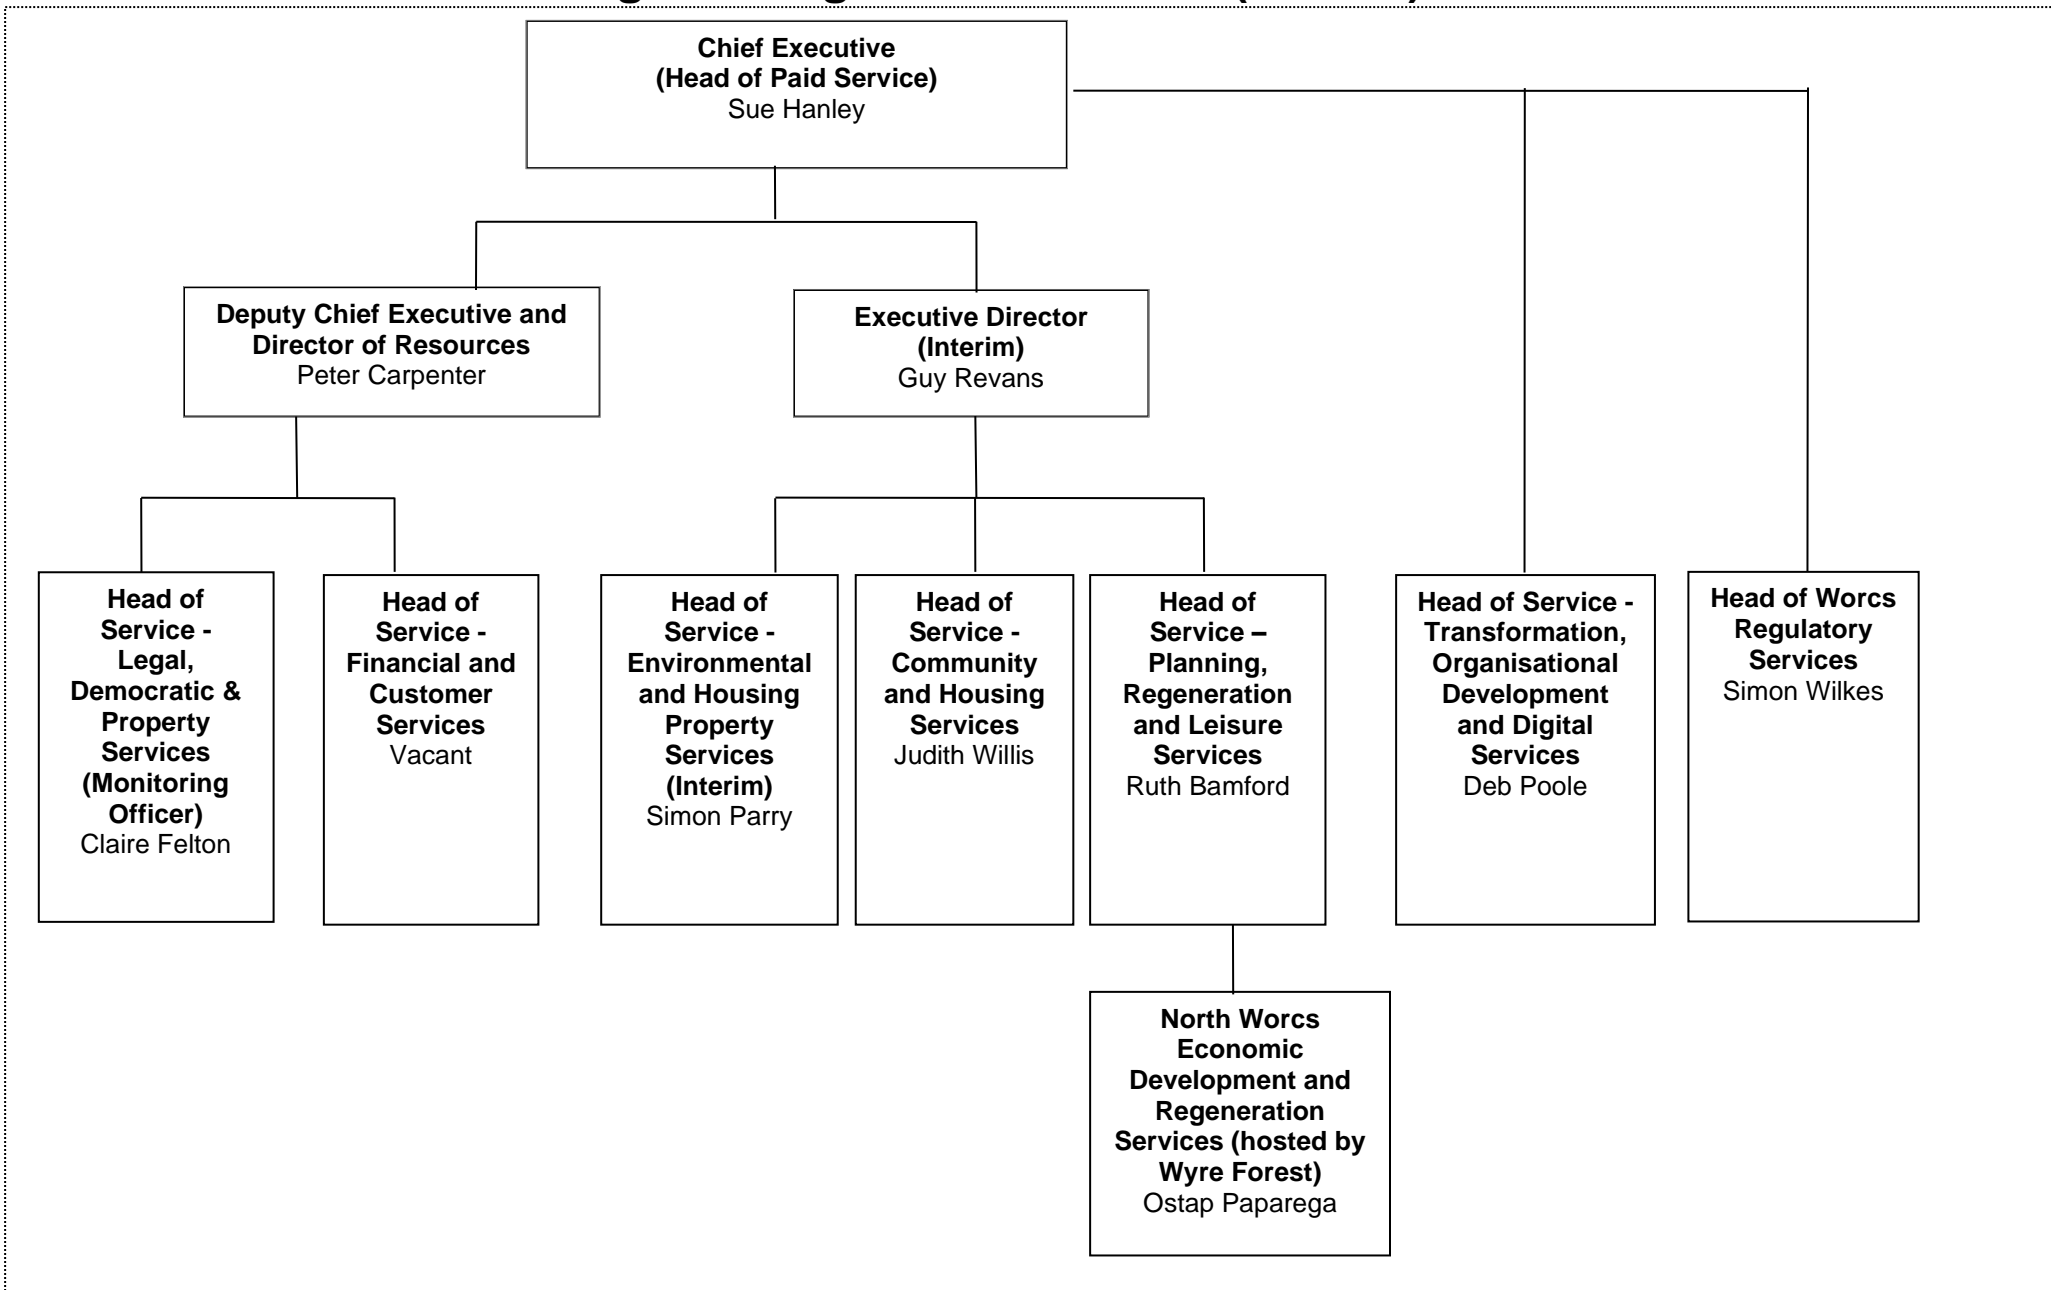 Chief Executive
(Head of Paid Service)
Sue Hanley
Deputy Chief Executive and
Director of Resources
Peter Carpenter
Executive Director
(Interim)
Guy Revans
Head of
Service -
Legal,
Democratic &
Property
Services
(Monitoring
Officer)
Claire Felton
Head of
Service -
Financial and
Customer
Services
Vacant
Head of
Service -
Environmental
and Housing
Property
Services
(Interim)
Simon Parry
Head of
Service -
Community
and Housing
Services
Judith Willis
Head of
Service –
Planning,
Regeneration
and Leisure
Services
Ruth Bamford
Head of Service -
Transformation,
Organisational
Development
and Digital
Services
Deb Poole
Head of Worcs
Regulatory
Services
Simon Wilkes
North Worcs
Economic
Development and
Regeneration
Services (hosted by
Wyre Forest)
Ostap Paparega